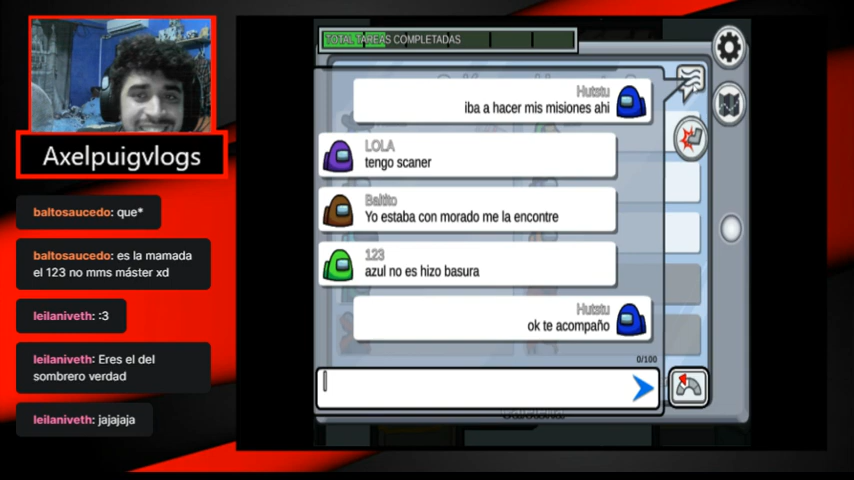 TOTAL TAREAS COMPLETADAS
Hutstu
iba a hacer mis misiones ahi
LOLA
tengo scaner
Baltito
Yo estaba con morado me la encontre
123
azul no es hizo basura
Hutstu
ok te acompaño
0/100
Axelpuigvlogs
baltosaucedo: que*
baltosaucedo: es la mamada
el 123 no mms máster xd
leilaniveth: :3
leilaniveth: Eres el del
sombrero verdad
leilaniveth: jajajaja